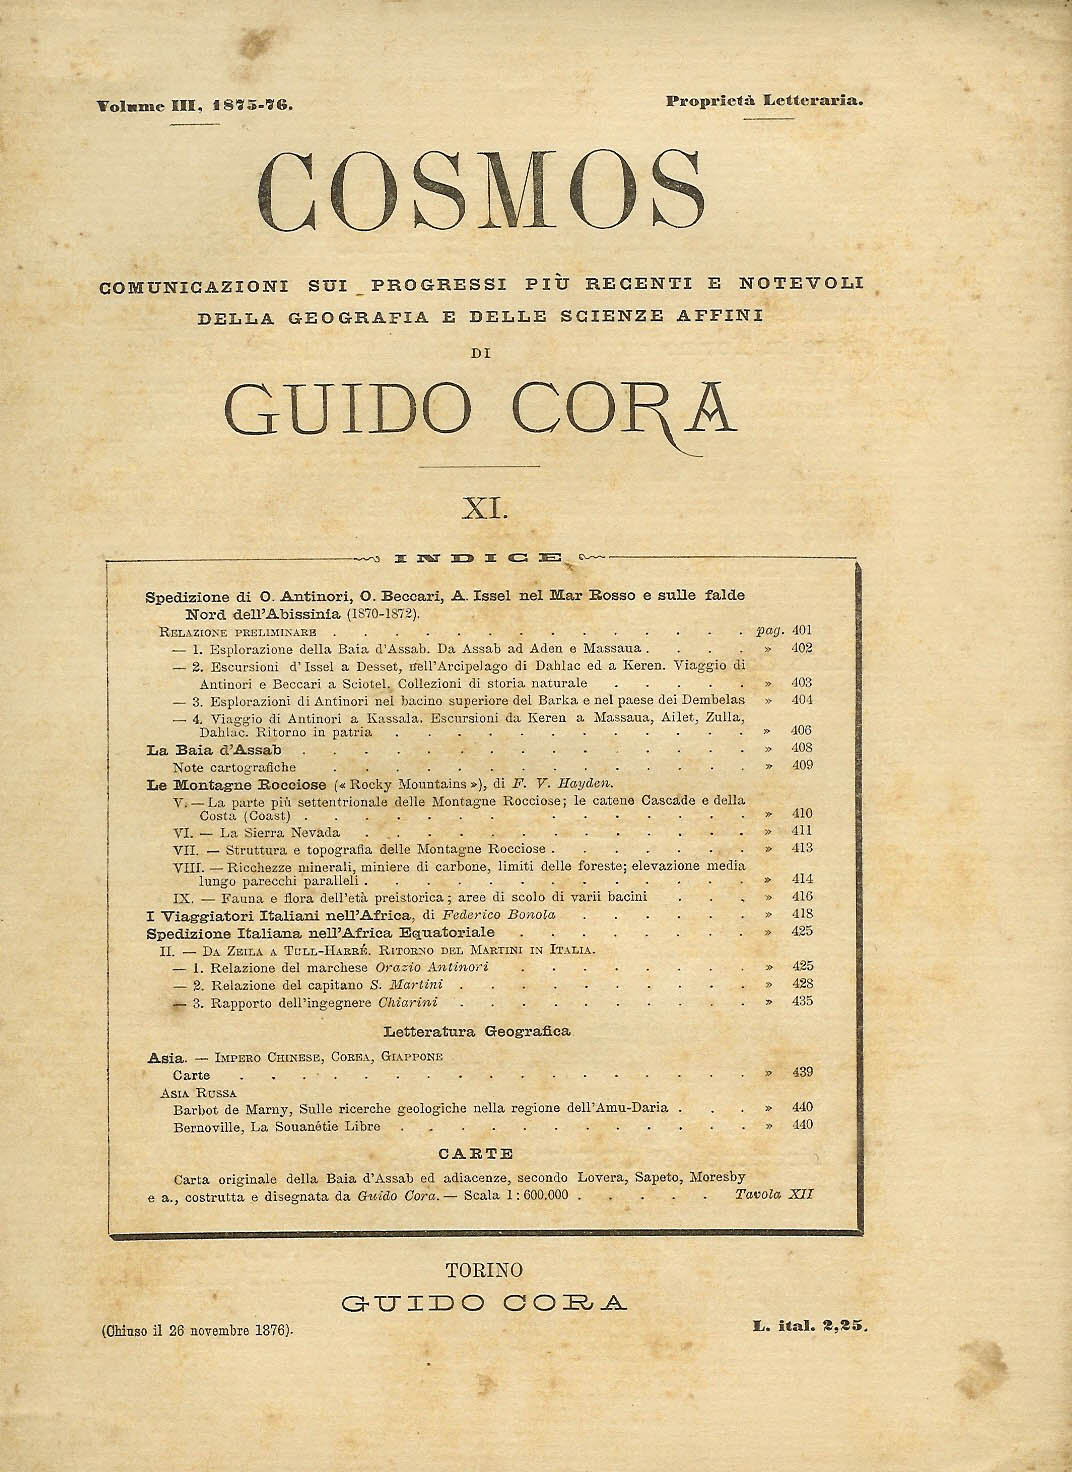 Volume III, 1875-76.
Proprietà Letteraria.
COSMOS
COMUNICAZIONI SUI PROGRESSI PIÙ RECENTI E NOTEVOLI
DELLA GEOGRAFIA E DELLE SCIENZE AFFINI
DI
GUIDO CORA
XI.
INDICE
Spedizione di O. Antinori, O. Beccari, A. Issel nel Mar Rosso e sulle falde
Nord dell'Abissinia (1870-1872).
RELAZIONE PRELIMINARE . . . . . . . . . . . . . pag. 401
— 1. Esplorazione della Baia d'Assab. Da Assab ad Aden e Massaua . . . . » 402
— 2. Escursioni d'Issel a Desset, nell'Arcipelago di Dahlac ed a Keren. Viaggio di
Antinori e Beccari a Sciotel. Collezioni di storia naturale . . . . . » 403
— 3. Esplorazioni di Antinori nel bacino superiore del Barka e nel paese dei Dembelas » 404
— 4. Viaggio di Antinori a Kassala. Escursioni da Keren a Massaua, Ailet, Zulla,
Dahlac. Ritorno in patria . . . . . . . . . . . . » 406
La Baia d'Assab . . . . . . . . . . . . . . » 408
Note cartografiche . . . . . . . . . . . . . » 409
Le Montagne Rocciose (« Rocky Mountains »), di F. V. Hayden.
V. — La parte più settentrionale delle Montagne Rocciose; le catene Cascade e della
Costa (Coast) . . . . . . . . . . . . . . » 410
VI. — La Sierra Nevada . . . . . . . . . . . . . » 411
VII. — Struttura e topografia delle Montagne Rocciose . . . . . . . » 413
VIII. — Ricchezze minerali, miniere di carbone, limiti delle foreste; elevazione media
lungo parecchi paralleli . . . . . . . . . . . . . » 414
IX. — Fauna e flora dell'età preistorica; aree di scolo di varii bacini . . . » 416
I Viaggiatori Italiani nell'Africa, di Federico Bonola . . . . . . » 418
Spedizione Italiana nell'Africa Equatoriale . . . . . . . . » 425
II. — DA ZEILA A TULL-HARRÉ. RITORNO DEL MARTINI IN ITALIA.
— 1. Relazione del marchese Orazio Antinori . . . . . . . . » 425
— 2. Relazione del capitano S. Martini . . . . . . . . . . » 428
— 3. Rapporto dell'ingegnere Chiarini . . . . . . . . . . » 435
Letteratura Geografica
Asia. — IMPERO CHINESE, COREA, GIAPPONE
Carte . . . . . . . . . . . . . . . . . » 439
ASIA RUSSA
Barbot de Marny, Sulle ricerche geologiche nella regione dell'Amu-Daria . . . » 440
Bernoville, La Souanétie Libre . . . . . . . . . . . . » 440
CARTE
Carta originale della Baia d'Assab ed adiacenze, secondo Lovera, Sapeto, Moresby
e a., costrutta e disegnata da Guido Cora. — Scala 1:600.000 . . . . . Tavola XII
TORINO
GUIDO CORA
(Chiuso il 26 novembre 1876).
L. ital. 2,25.